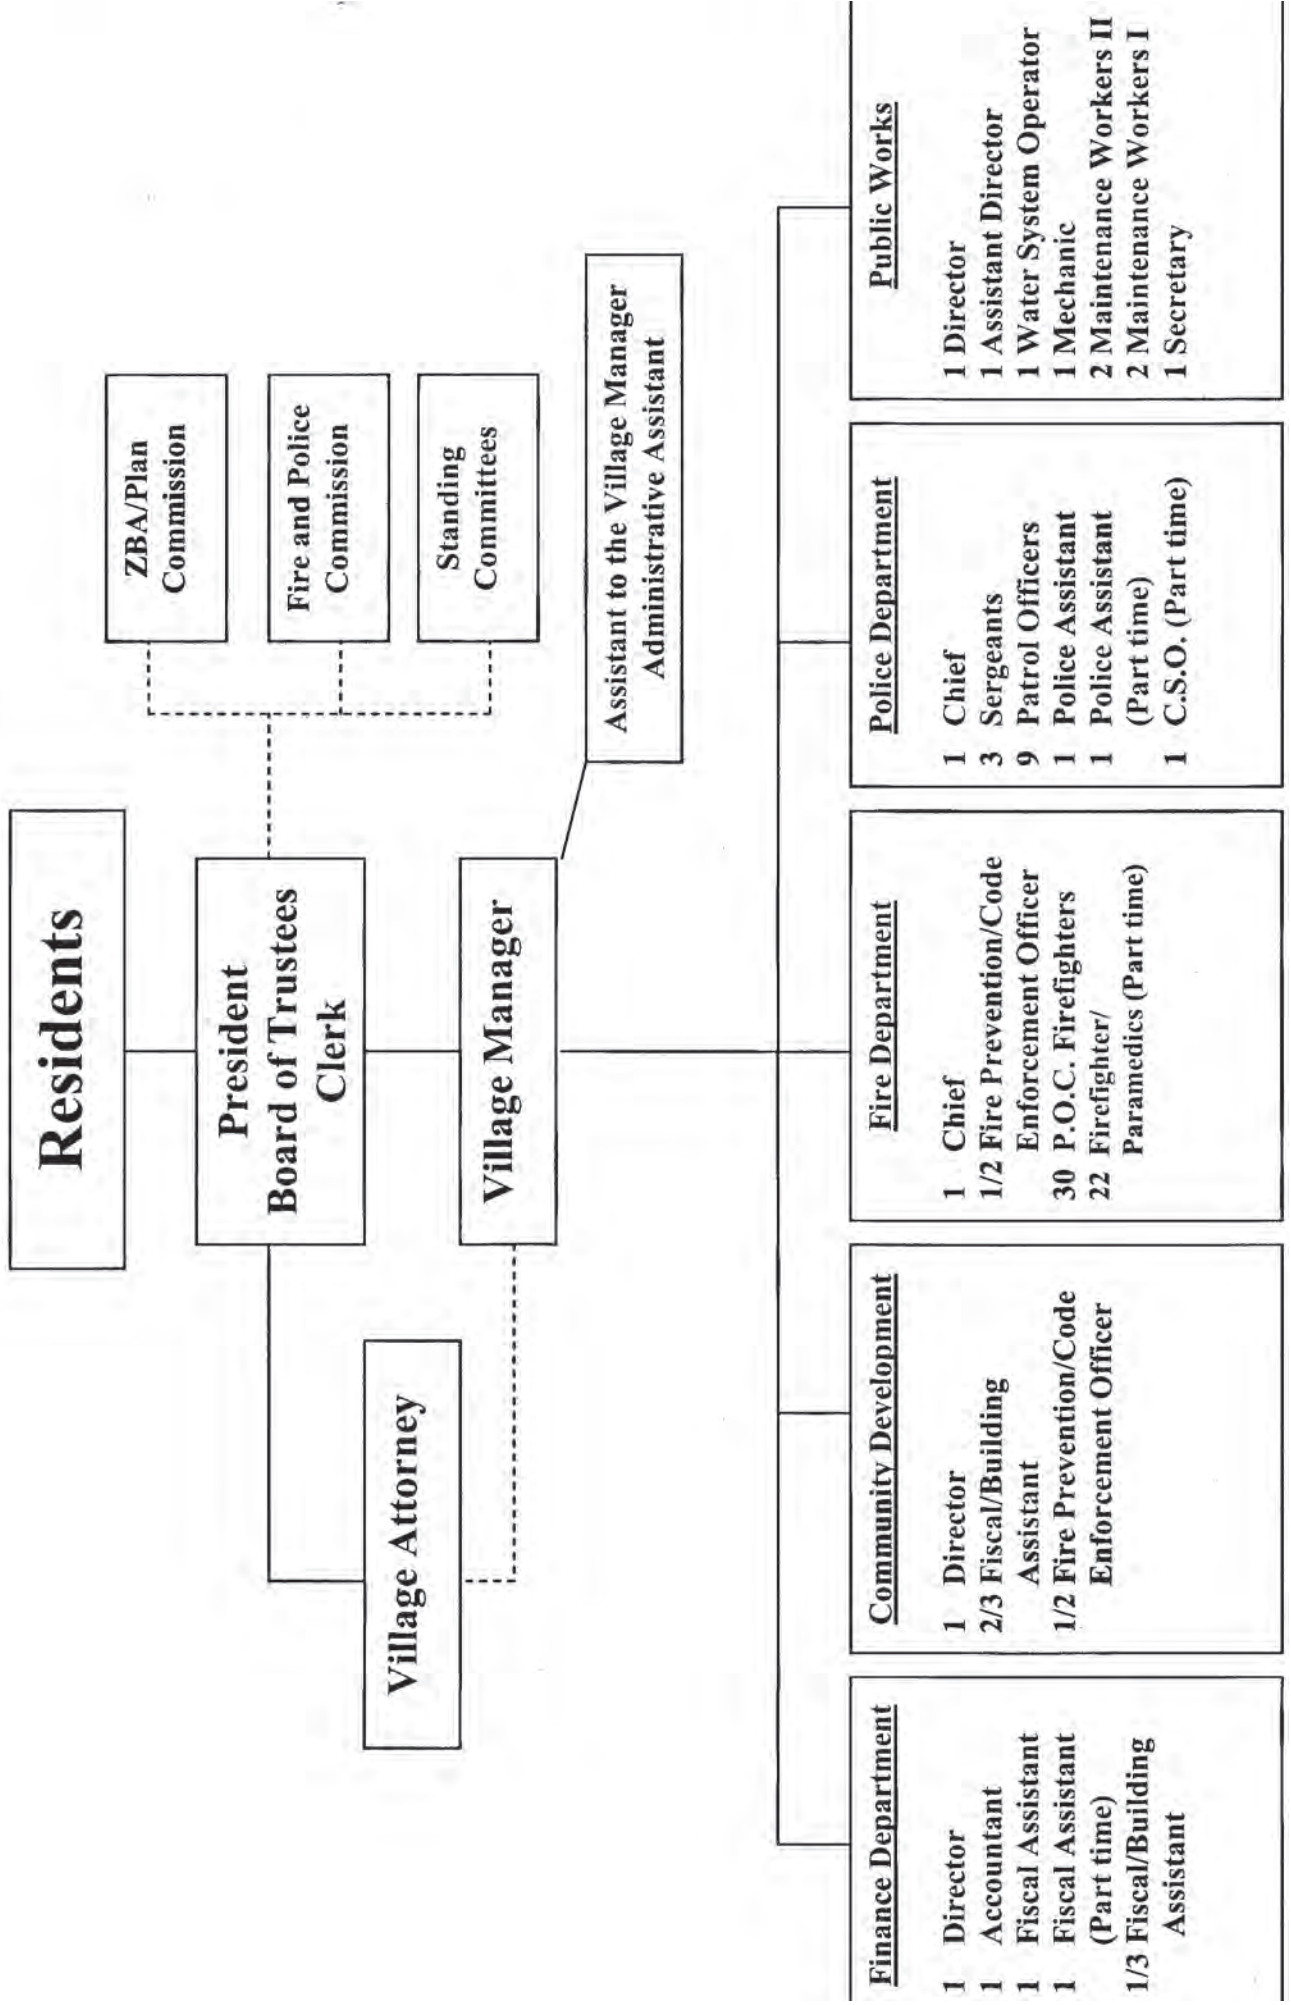 Residents
President
Board of Trustees
Clerk
Village Manager
Village Attorney
ZBA/Plan
Commission
Fire and Police
Commission
Standing
Committees
Assistant to the Village Manager
Administrative Assistant
Finance Department
1 Director
1 Accountant
1 Fiscal Assistant
1 Fiscal Assistant
(Part time)
1/3 Fiscal/Building
Assistant
Community Development
1 Director
2/3 Fiscal/Building
Assistant
1/2 Fire Prevention/Code
Enforcement Officer
Fire Department
1 Chief
1/2 Fire Prevention/Code
Enforcement Officer
30 P.O.C. Firefighters
22 Firefighter/
Paramedics (Part time)
Police Department
1 Chief
3 Sergeants
9 Patrol Officers
1 Police Assistant
1 Police Assistant
(Part time)
1 C.S.O. (Part time)
Public Works
1 Director
1 Assistant Director
1 Water System Operator
1 Mechanic
2 Maintenance Workers II
2 Maintenance Workers I
1 Secretary